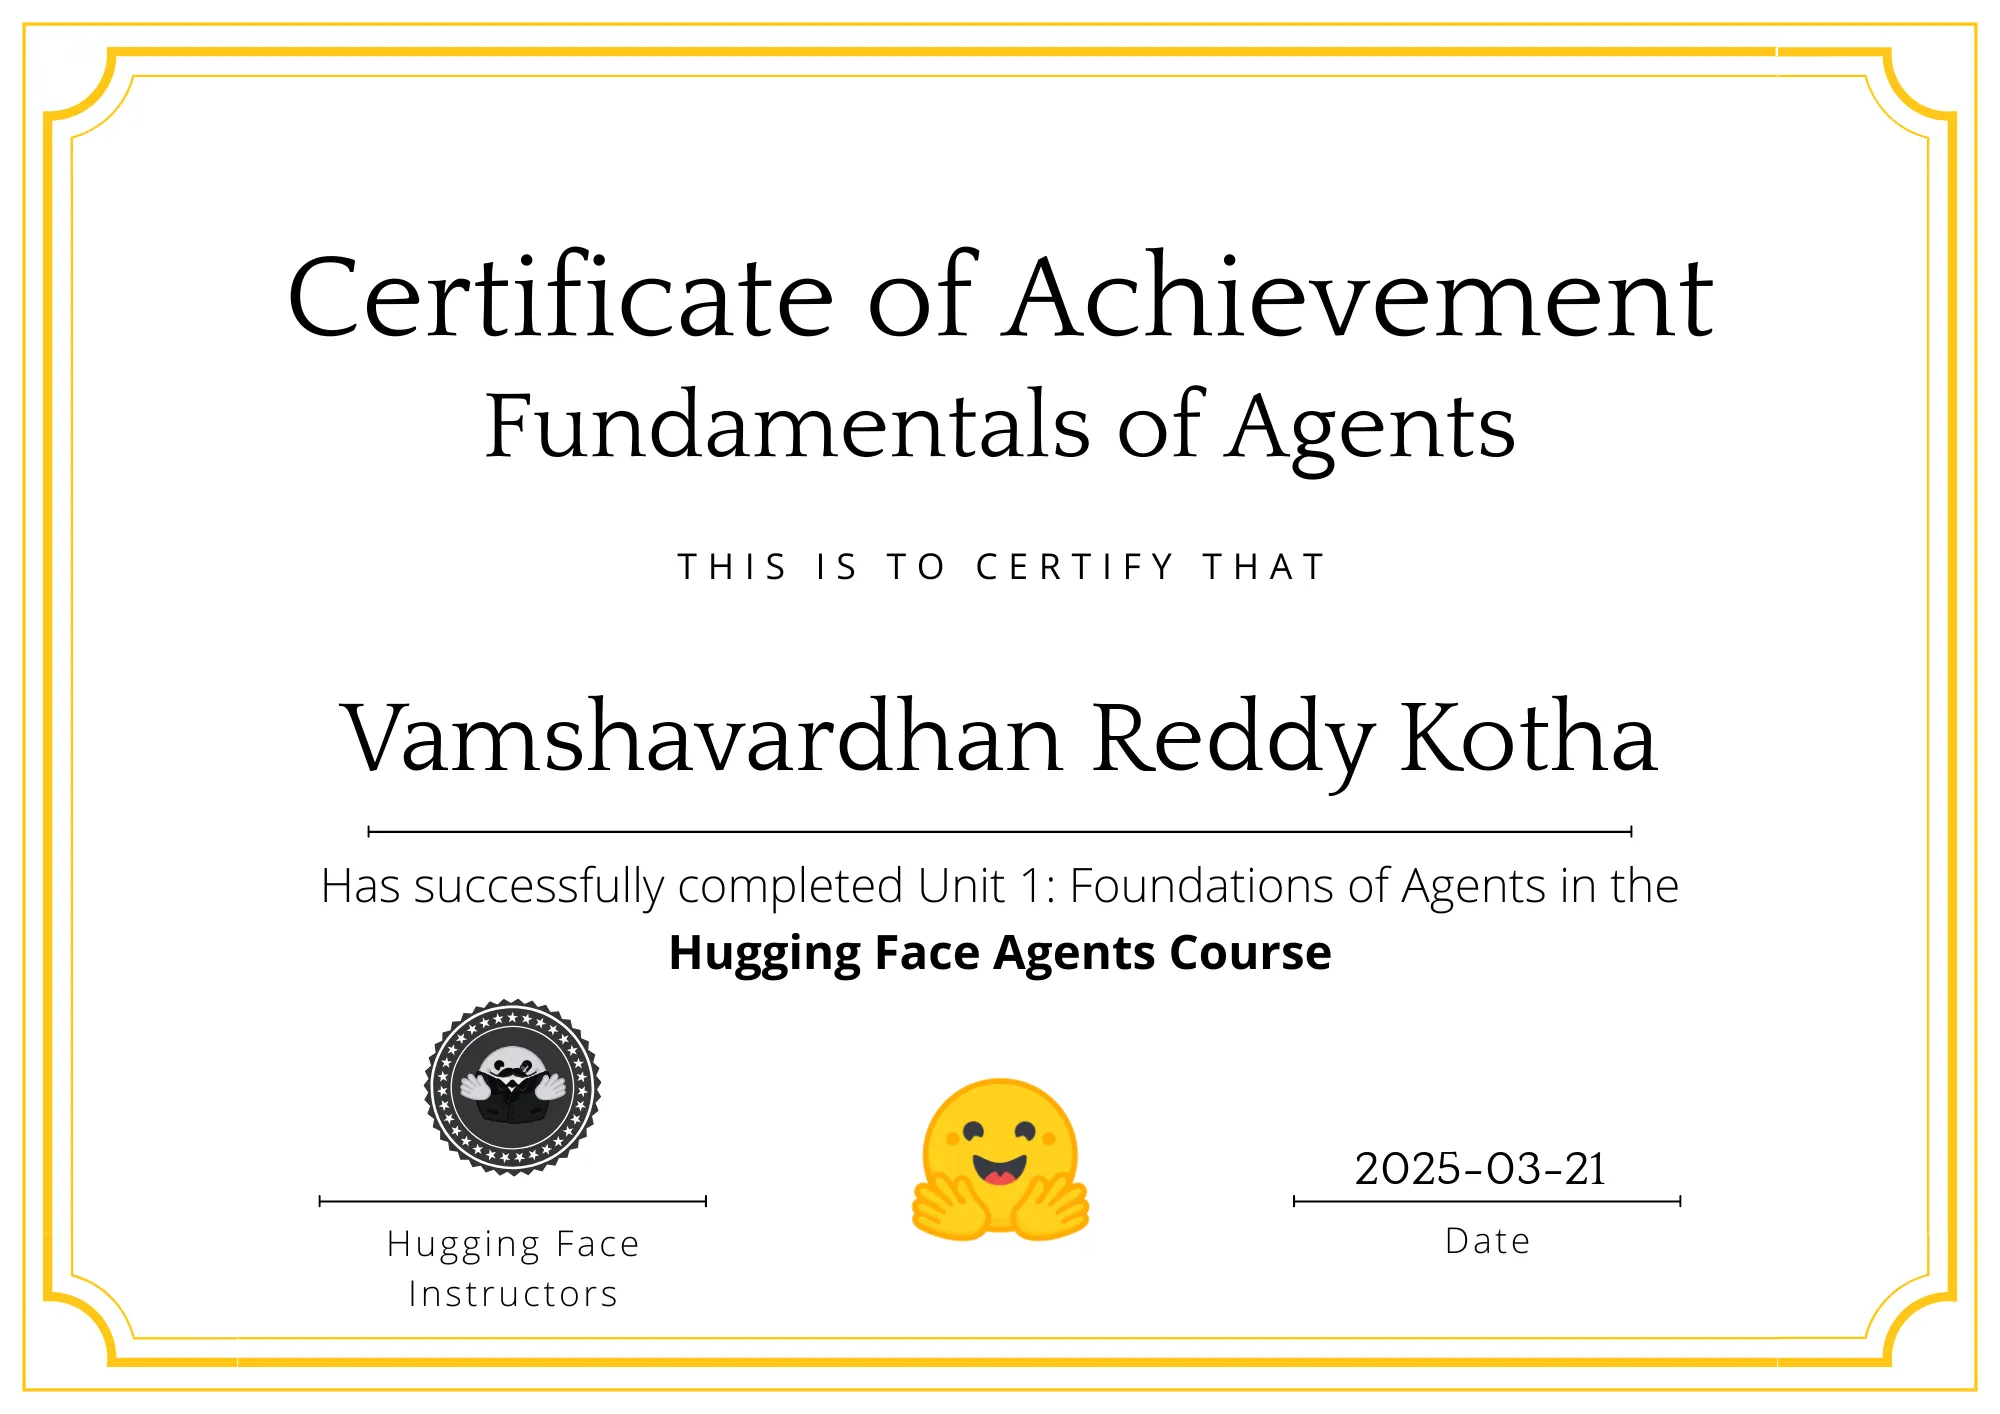 Certificate of Achievement
Fundamentals of Agents
THIS IS TO CERTIFY THAT
Vamshavardhan Reddy Kotha
Has successfully completed Unit 1: Foundations of Agents in the
Hugging Face Agents Course
2025-03-21
Hugging Face
Instructors
Date